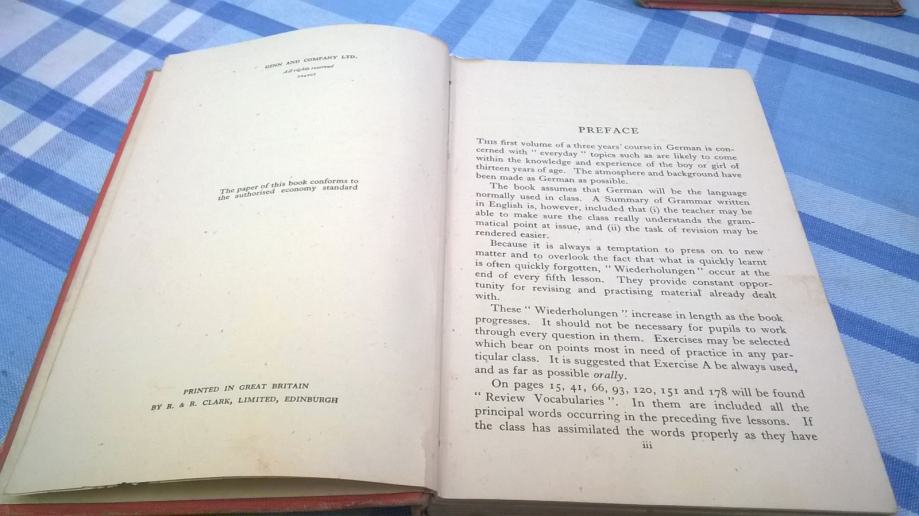 GINN AND COMPANY LTD.
All rights reserved
The paper of this book conforms to
the authorised economy standard
PRINTED IN GREAT BRITAIN
BY R. & R. CLARK, LIMITED, EDINBURGH
PREFACE
THIS first volume of a three years' course in German is con-
cerned with " everyday " topics such as are likely to come
within the knowledge and experience of the boy or girl of
thirteen years of age. The atmosphere and background have
been made as German as possible.
The book assumes that German will be the language
normally used in class. A Summary of Grammar written
in English is, however, included that (i) the teacher may be
able to make sure the class really understands the gram-
matical point at issue, and (ii) the task of revision may be
rendered easier.
Because it is always a temptation to press on to new
matter and to overlook the fact that what is quickly learnt
is often quickly forgotten, " Wiederholungen " occur at the
end of every fifth lesson. They provide constant oppor-
tunity for revising and practising material already dealt
with.
These " Wiederholungen " increase in length as the book
progresses. It should not be necessary for pupils to work
through every question in them. Exercises may be selected
which bear on points most in need of practice in any par-
ticular class. It is suggested that Exercise A be always used,
and as far as possible orally.
On pages 15, 41, 66, 93, 120, 151 and 178 will be found
" Review Vocabularies ". In them are included all the
principal words occurring in the preceding five lessons. If
the class has assimilated the words properly as they have
iii